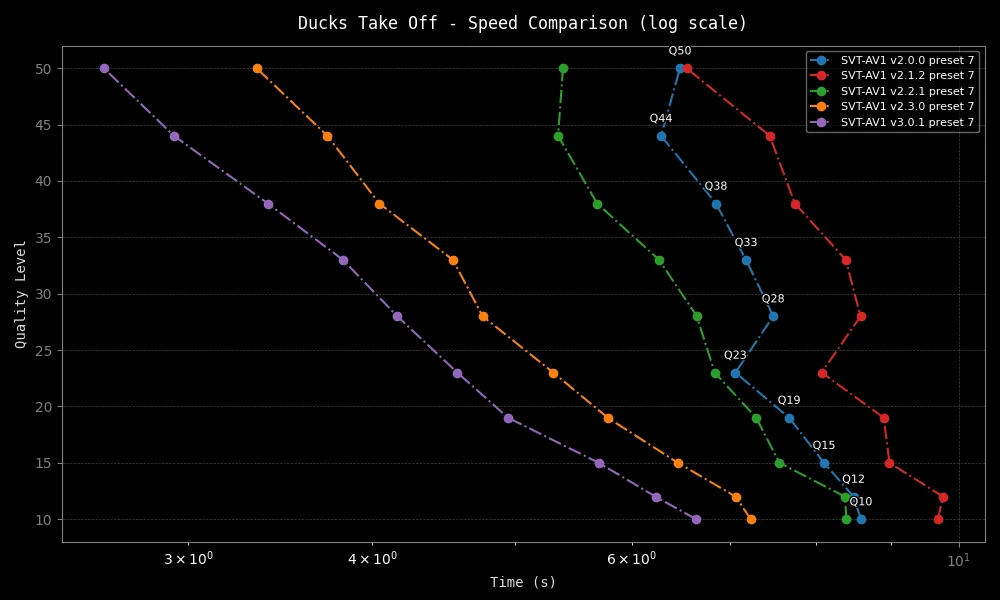 Ducks Take Off - Speed Comparison (log scale)
SVT-AV1 v2.0.0 preset 7
SVT-AV1 v2.1.2 preset 7
SVT-AV1 v2.2.1 preset 7
SVT-AV1 v2.3.0 preset 7
SVT-AV1 v3.0.1 preset 7
Quality Level
50
45
40
35
30
25
20
15
10
Q50
Q44
Q38
Q33
Q28
Q23
Q19
Q15
Q12
Q10
3 × 10⁰
4 × 10⁰
6 × 10⁰
10¹
Time (s)